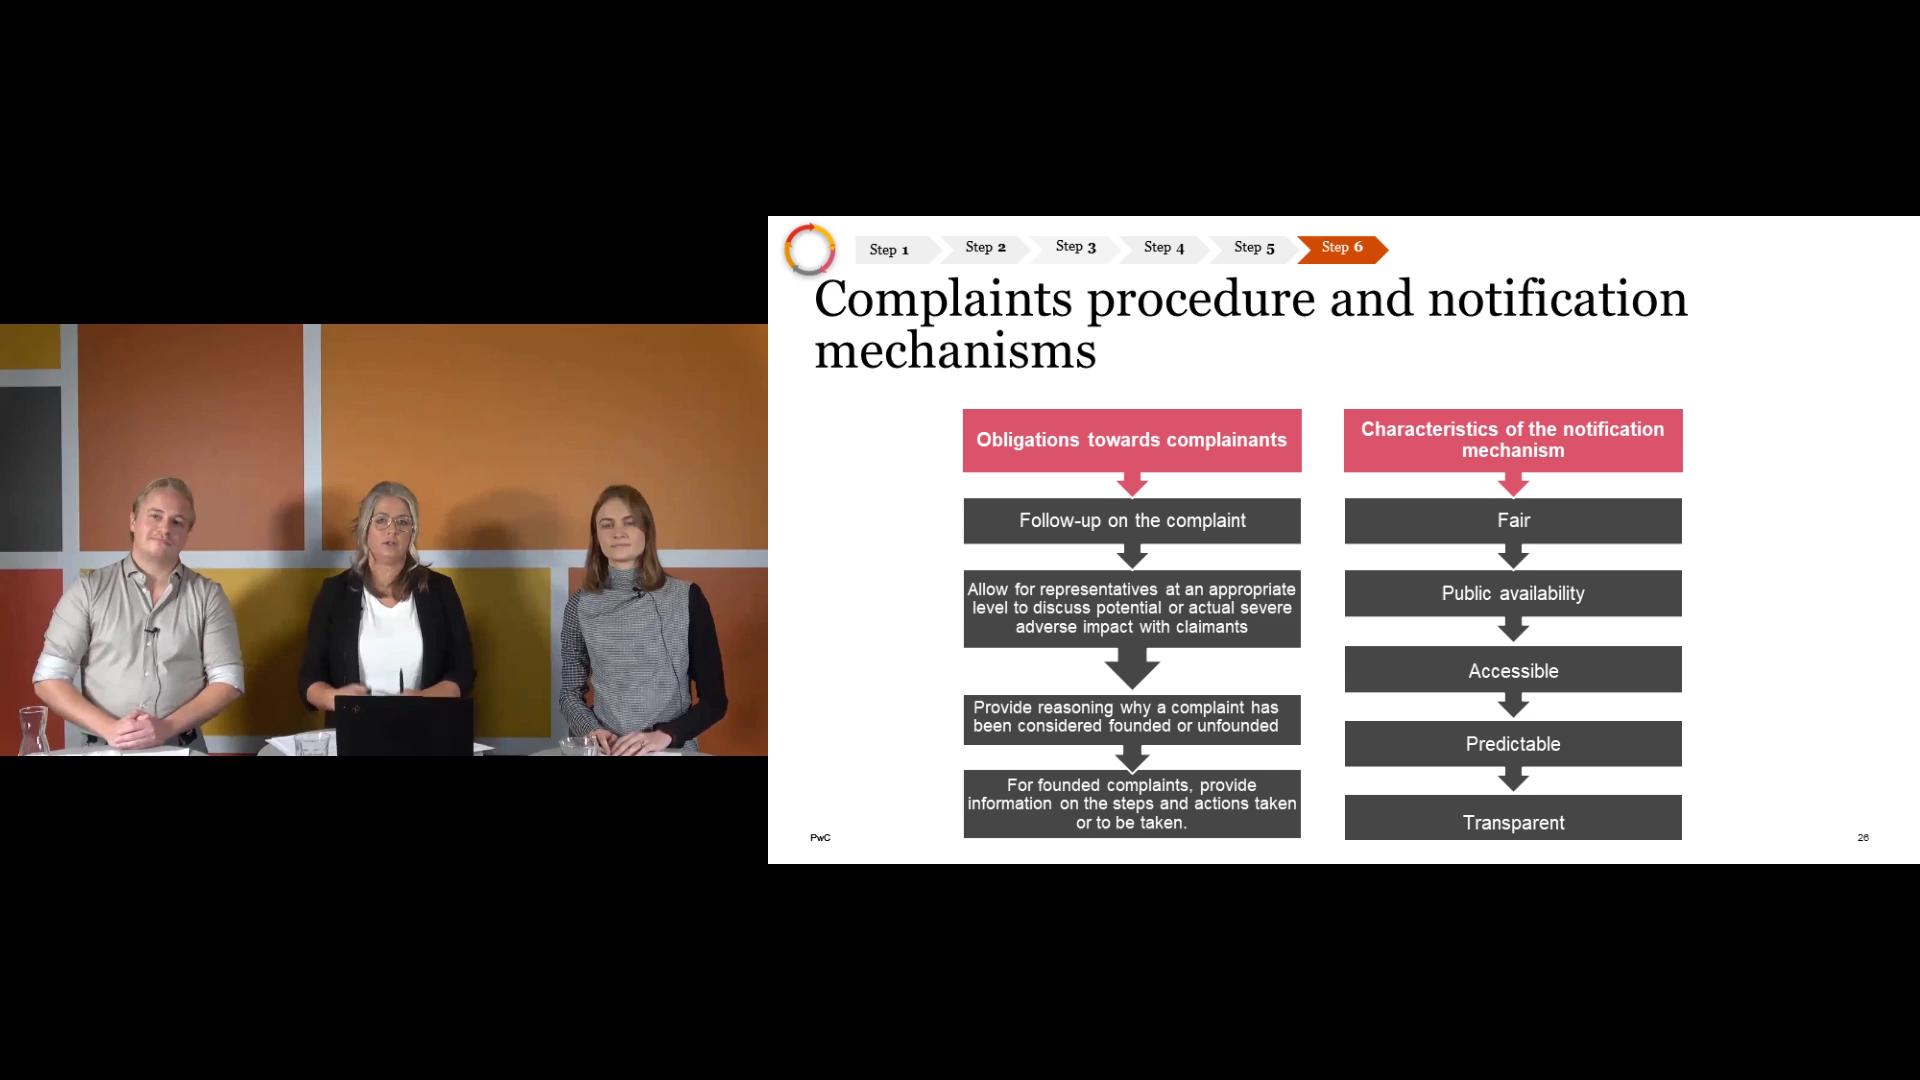 Step 1
Step 2
Step 3
Step 4
Step 5
Step 6
Complaints procedure and notification
mechanisms
Obligations towards complainants
Follow-up on the complaint
Allow for representatives at an appropriate
level to discuss potential or actual severe
adverse impact with claimants
Provide reasoning why a complaint has
been considered founded or unfounded
For founded complaints, provide
information on the steps and actions taken
or to be taken.
Characteristics of the notification
mechanism
Fair
Public availability
Accessible
Predictable
Transparent
PwC
26